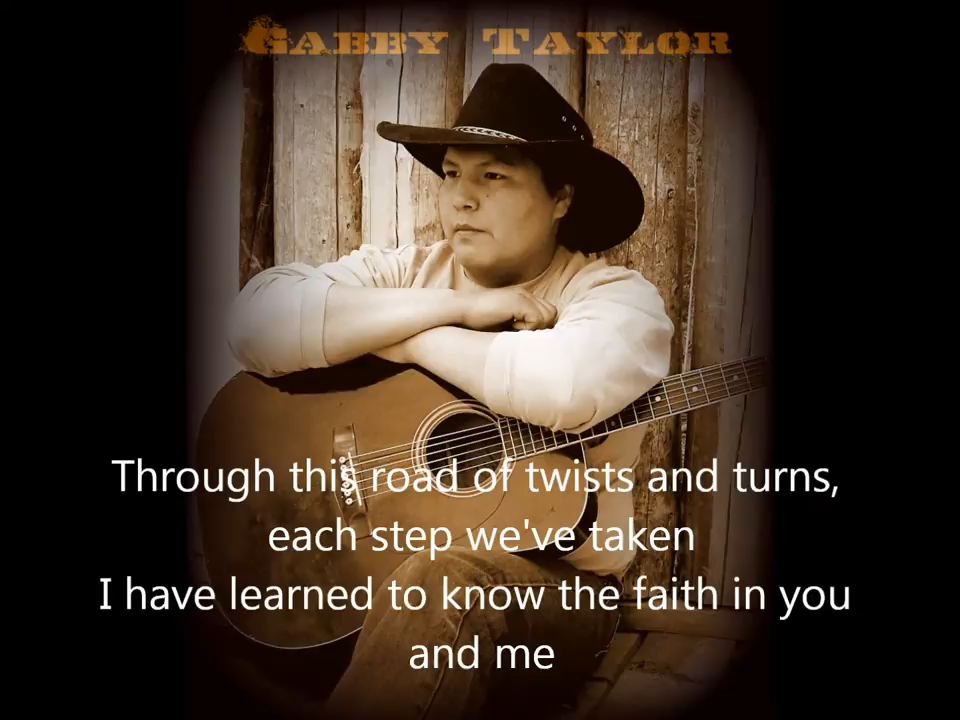 Gabby Taylor
Through this road of twists and turns,
each step we've taken
I have learned to know the faith in you
and me